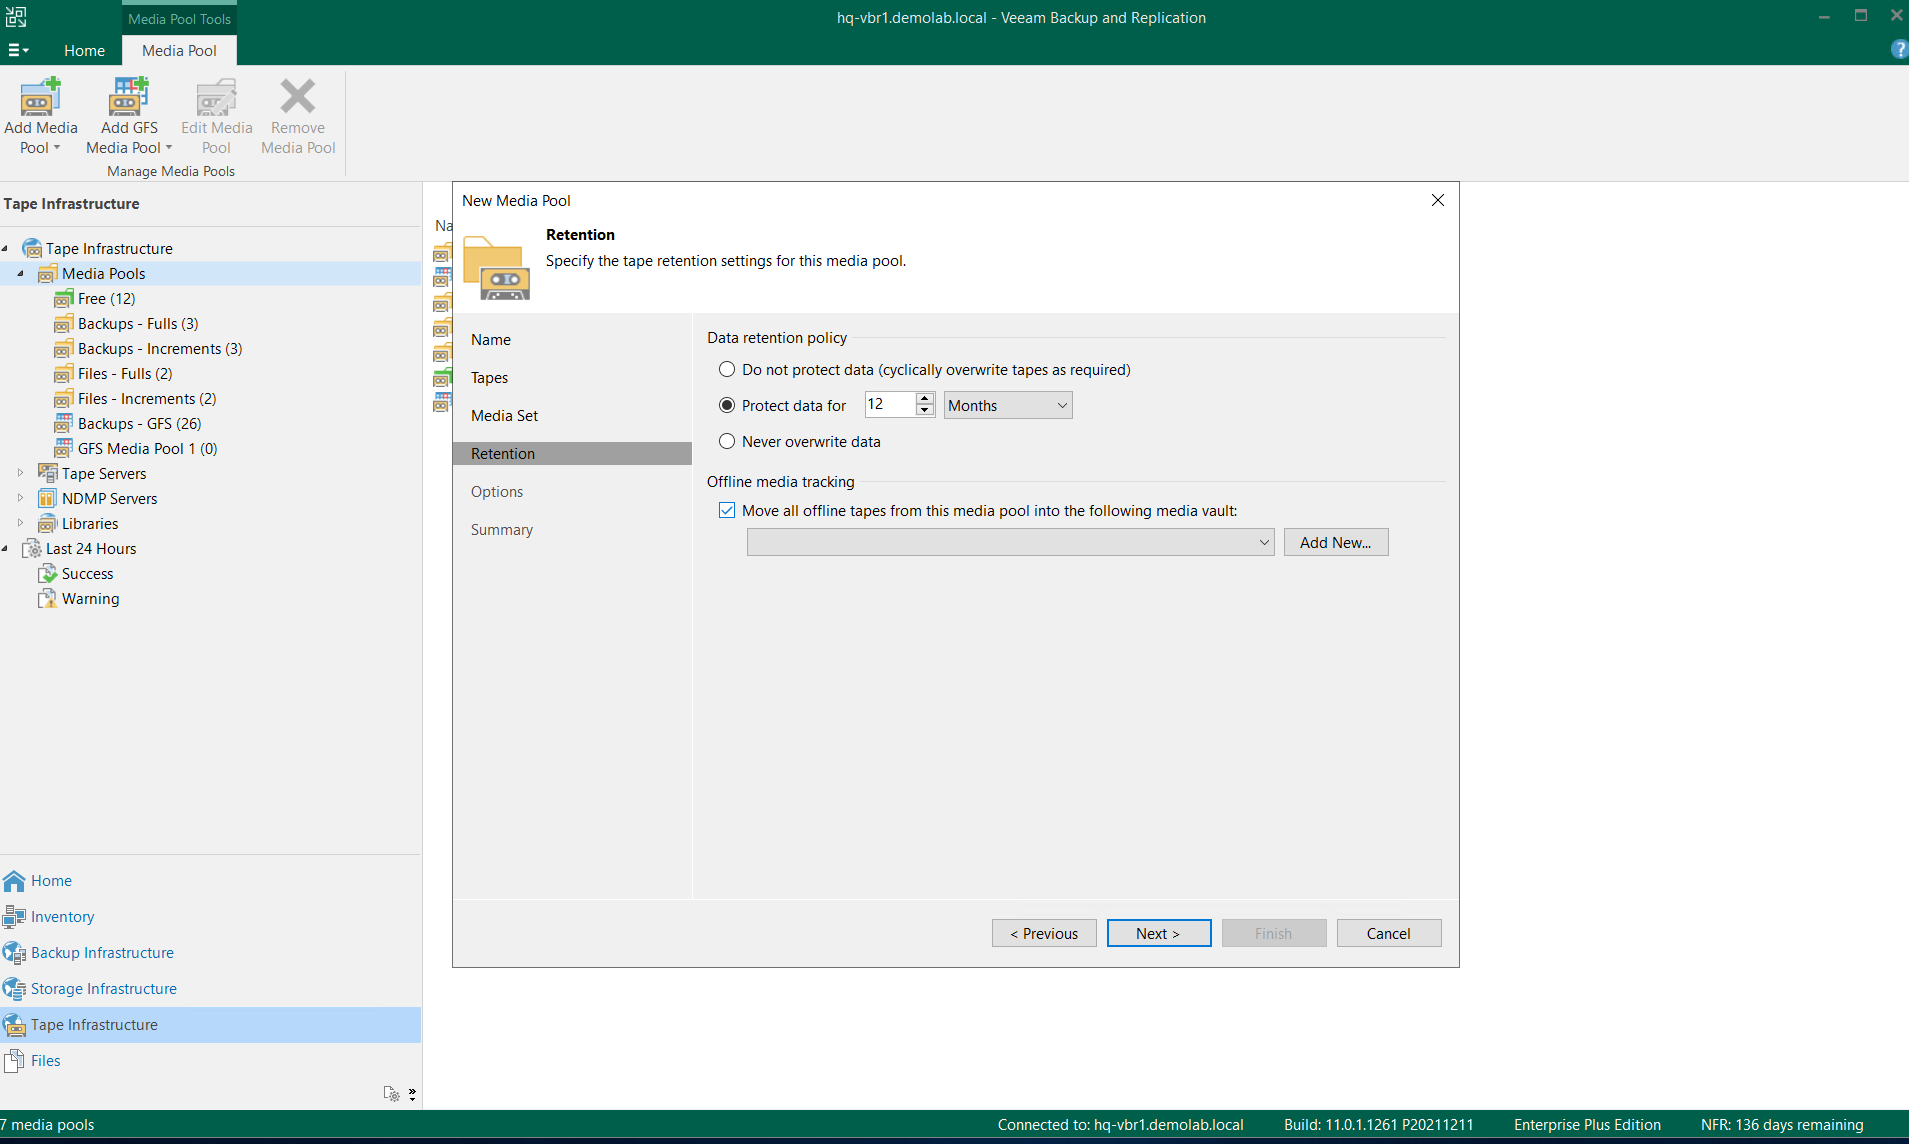 Media Pool Tools
hq-vbr1.demolab.local - Veeam Backup and Replication
Home
Media Pool
Add Media Pool
Add GFS Media Pool
Edit Media Pool
Remove Media Pool
Manage Media Pools
Tape Infrastructure
Tape Infrastructure
Media Pools
Free (12)
Backups - Fulls (3)
Backups - Increments (3)
Files - Fulls (2)
Files - Increments (2)
Backups - GFS (26)
GFS Media Pool 1 (0)
Tape Servers
NDMP Servers
Libraries
Last 24 Hours
Success
Warning
Home
Inventory
Backup Infrastructure
Storage Infrastructure
Tape Infrastructure
Files
Na
New Media Pool
Retention
Specify the tape retention settings for this media pool.
Name
Tapes
Media Set
Retention
Options
Summary
Data retention policy
Do not protect data (cyclically overwrite tapes as required)
Protect data for 12 Months
Never overwrite data
Offline media tracking
Move all offline tapes from this media pool into the following media vault:
Add New...
< Previous
Next >
Finish
Cancel
7 media pools
Connected to: hq-vbr1.demolab.local
Build: 11.0.1.1261 P20211211
Enterprise Plus Edition
NFR: 136 days remaining